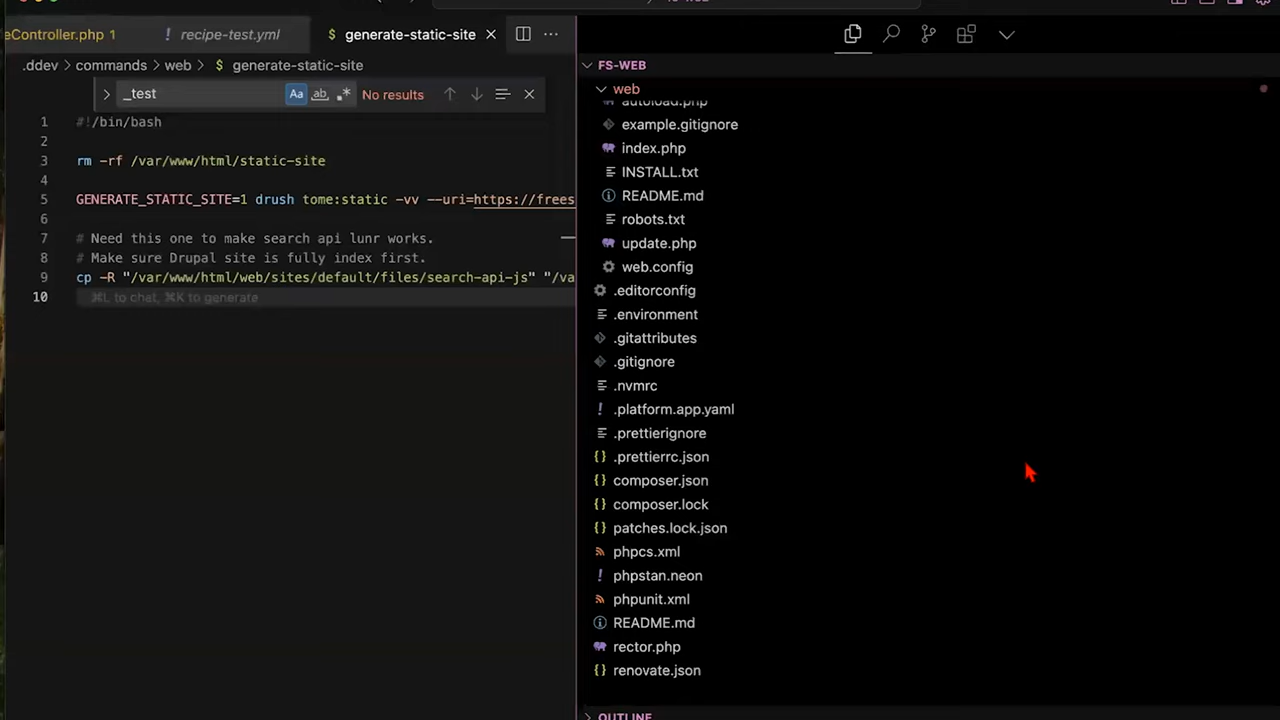 eController.php 1
recipe-test.yml
$ generate-static-site
.ddev > commands > web > $ generate-static-site
_test
Aa
ab
No results
1 #!/bin/bash
2
3 rm -rf /var/www/html/static-site
4
5 GENERATE_STATIC_SITE=1 drush tome:static -vv --uri=https://frees
6
7 # Need this one to make search api lunr works.
8 # Make sure Drupal site is fully index first.
9 cp -R "/var/www/html/web/sites/default/files/search-api-js" "/va
10 ⌘L to chat, ⌘K to generate
FS-WEB
web
autoload.php
example.gitignore
index.php
INSTALL.txt
README.md
robots.txt
update.php
web.config
.editorconfig
.environment
.gitattributes
.gitignore
.nvmrc
.platform.app.yaml
.prettierignore
.prettierrc.json
composer.json
composer.lock
patches.lock.json
phpcs.xml
phpstan.neon
phpunit.xml
README.md
rector.php
renovate.json
OUTLINE